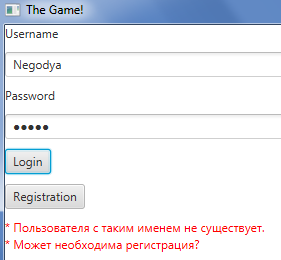 The Game!
Username
Negodya
Password
●●●●●
Login
Registration
* Пользователя с таким именем не существует.
* Может необходима регистрация?